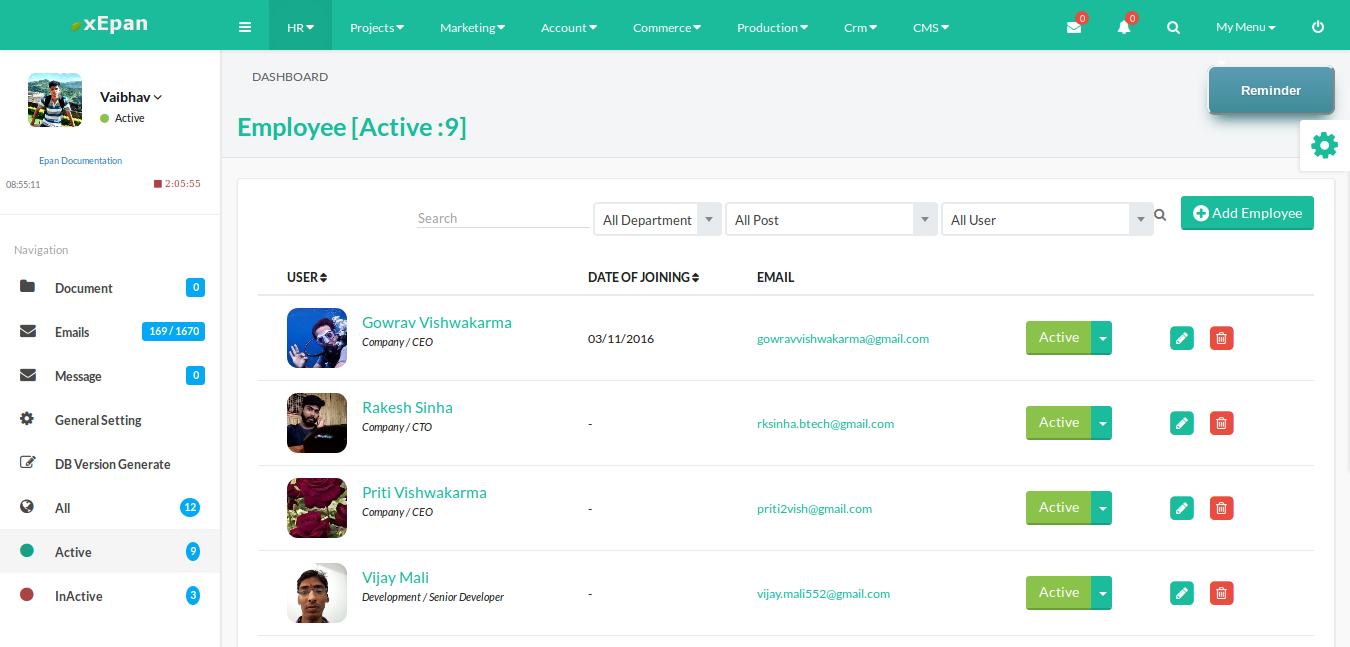 xEpan
HR Projects Marketing Account Commerce Production Crm CMS 0 0 My Menu
Vaibhav
Active
Epan Documentation
08:55:11 2:05:55
Navigation
Document 0
Emails 169 / 1670
Message 0
General Setting
DB Version Generate
All 12
Active 9
InActive 3
DASHBOARD
Reminder
Employee [Active :9]
Search All Department All Post All User Add Employee
USER DATE OF JOINING EMAIL
Gowrav Vishwakarma
Company / CEO
03/11/2016 gowravvishwakarma@gmail.com Active
Rakesh Sinha
Company / CTO
- rksinha.btech@gmail.com Active
Priti Vishwakarma
Company / CEO
- priti2vish@gmail.com Active
Vijay Mali
Development / Senior Developer
- vijay.mali552@gmail.com Active